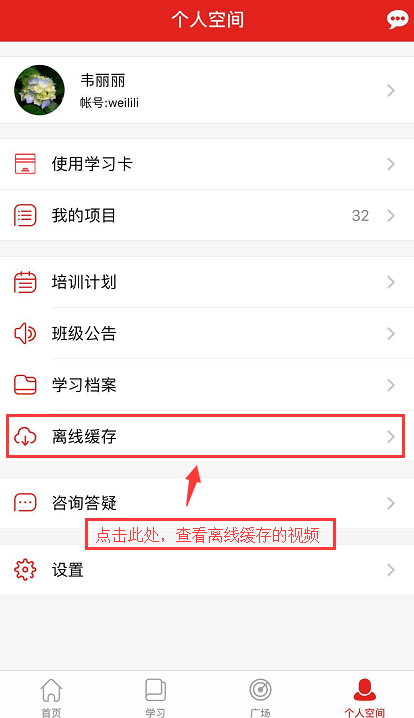 个人空间
韦丽丽
帐号:weilili
使用学习卡
我的项目 32
培训计划
班级公告
学习档案
离线缓存
咨询答疑
点击此处，查看离线缓存的视频
设置
首页 学习 广场 个人空间